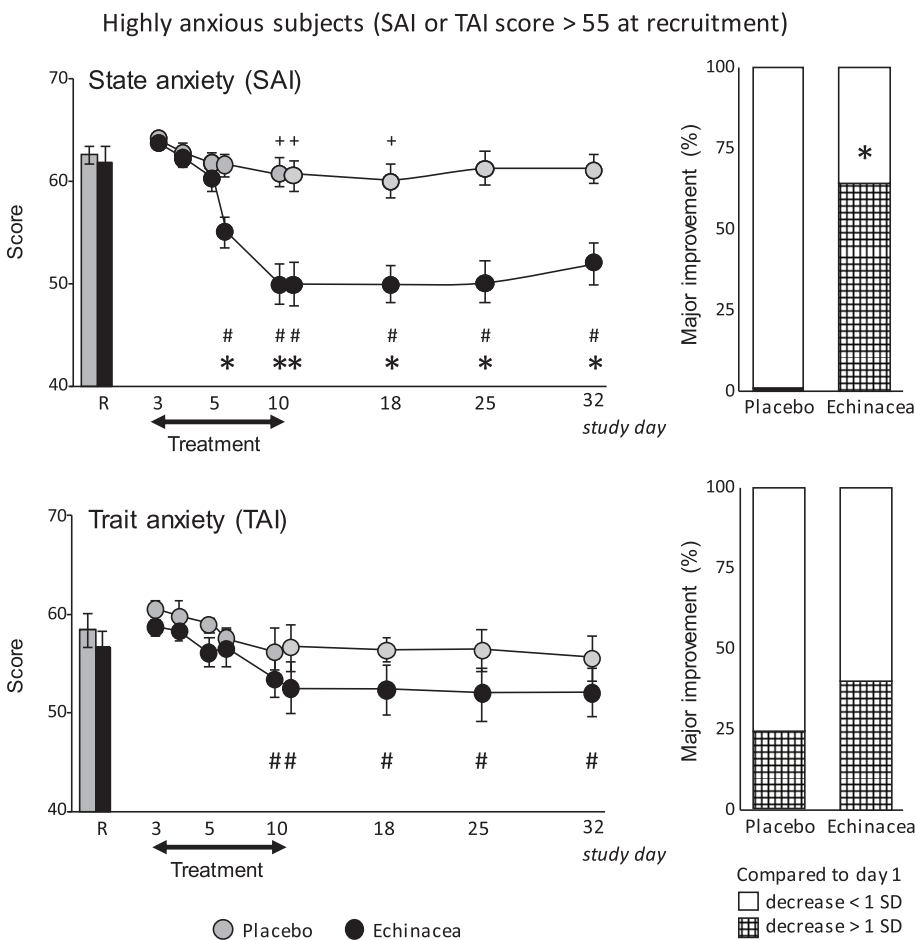 Highly anxious subjects (SAI or TAI score > 55 at recruitment)
State anxiety (SAI)
Score
70
60
50
40
+ + +
# # # # # #
* * * * * *
R 3 5 10 18 25 32
study day
Treatment
Major improvement (%)
100
75
50
25
0
*
Placebo Echinacea
Trait anxiety (TAI)
Score
70
60
50
40
# # # # #
R 3 5 10 18 25 32
study day
Treatment
Major improvement (%)
100
75
50
25
0
Placebo Echinacea
Placebo Echinacea
Compared to day 1
decrease < 1 SD
decrease > 1 SD